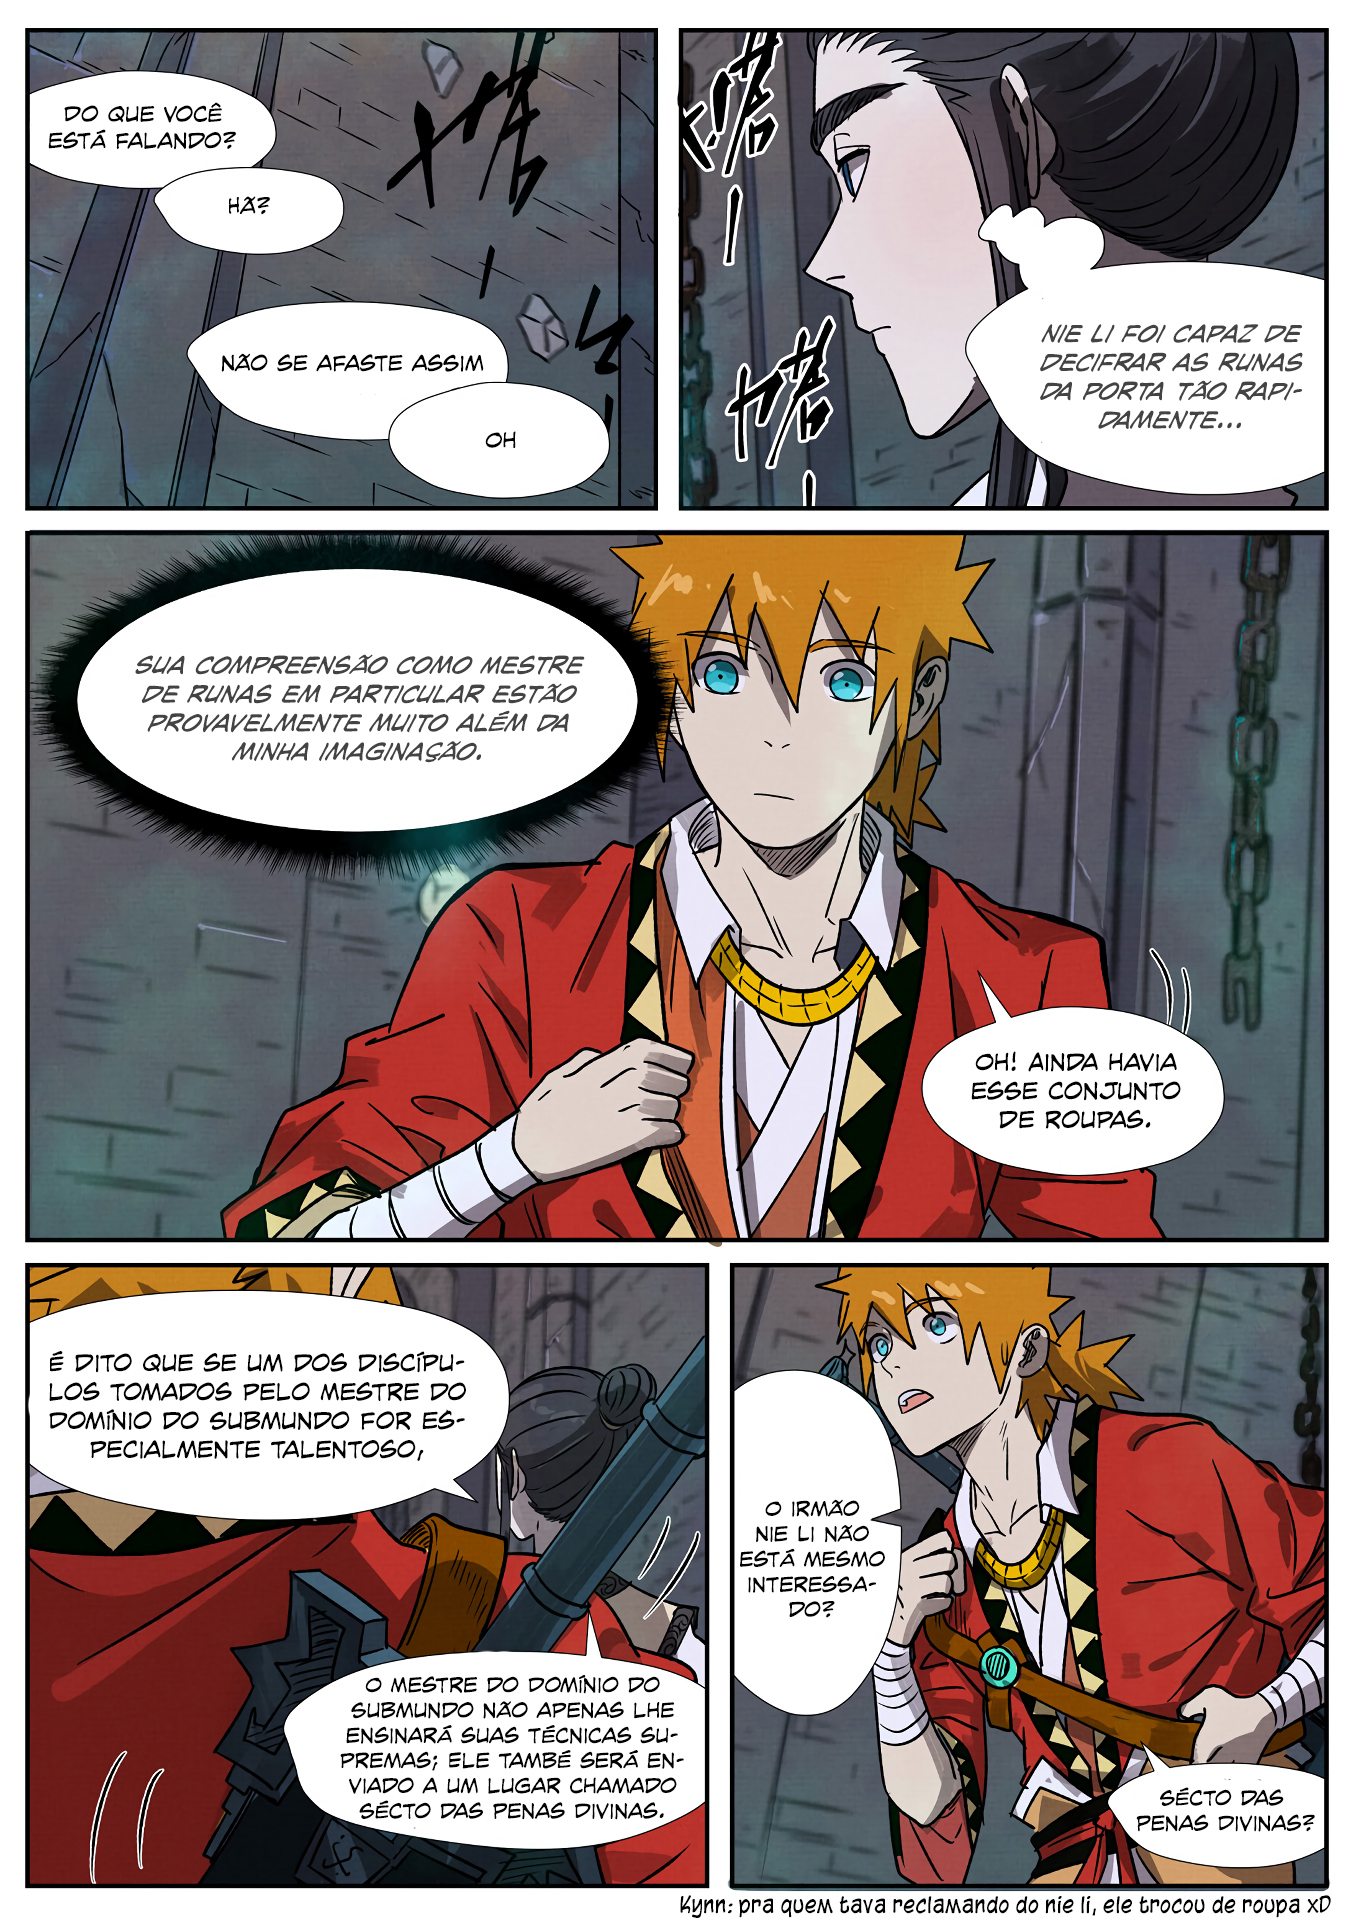 DO QUE VOCÊ
ESTÁ FALANDO?
HÃ?
NÃO SE AFASTE ASSIM
OH
NIE LI FOI CAPAZ DE
DECIFRAR AS RUNAS
DA PORTA TÃO RAPI-
DAMENTE...
SUA COMPREENSÃO COMO MESTRE
DE RUNAS EM PARTICULAR ESTÃO
PROVAVELMENTE MUITO ALÉM DA
MINHA IMAGINAÇÃO.
OH! AINDA HAVIA
ESSE CONJUNTO
DE ROUPAS.
É DITO QUE SE UM DOS DISCÍPU-
LOS TOMADOS PELO MESTRE DO
DOMÍNIO DO SUBMUNDO FOR ES-
PECIALMENTE TALENTOSO,
O MESTRE DO DOMÍNIO DO
SUBMUNDO NÃO APENAS LHE
ENSINARÁ SUAS TÉCNICAS SU-
PREMAS; ELE TAMBÉ SERÁ EN-
VIADO A UM LUGAR CHAMADO
SÉCTO DAS PENAS DIVINAS.
O IRMÃO
NIE LI NÃO
ESTÁ MESMO
INTERESSA-
DO?
SÉCTO DAS
PENAS DIVINAS?
Kynn: pra quem tava reclamando do nie li, ele trocou de roupa xD